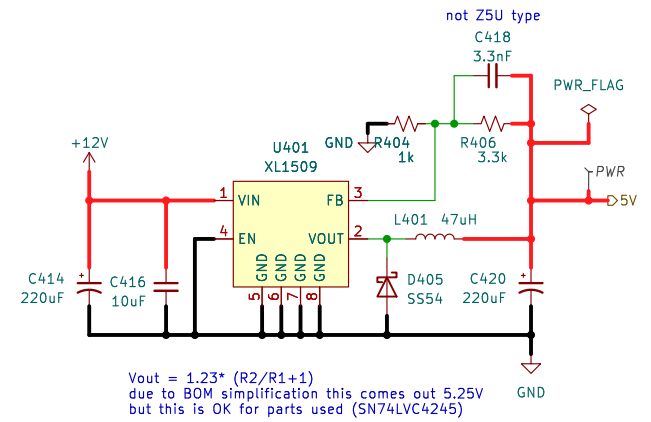 not Z5U type
C418
3.3nF
PWR_FLAG
GND
R404
1k
R406
3.3k
+12V
U401
XL1509
PWR
1
VIN
FB
3
5V
4
EN
VOUT
2
L401 47uH
GND
GND
GND
GND
5
6
7
8
C414
220uF
+
C416
10uF
D405
SS54
C420
220uF
+
GND
Vout = 1.23* (R2/R1+1)
due to BOM simplification this comes out 5.25V
but this is OK for parts used (SN74LVC4245)